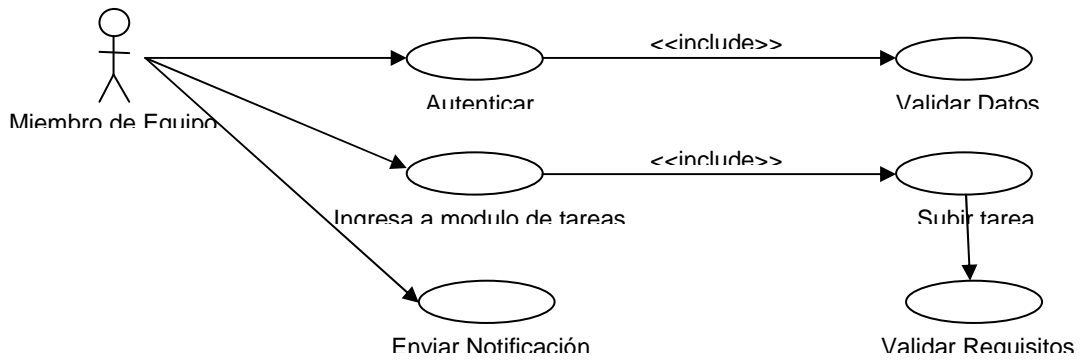 <<include>>
Autenticar
Validar Datos
Miembro de Equipo
<<include>>
Ingresa a modulo de tareas
Subir tarea
Enviar Notificación
Validar Requisitos